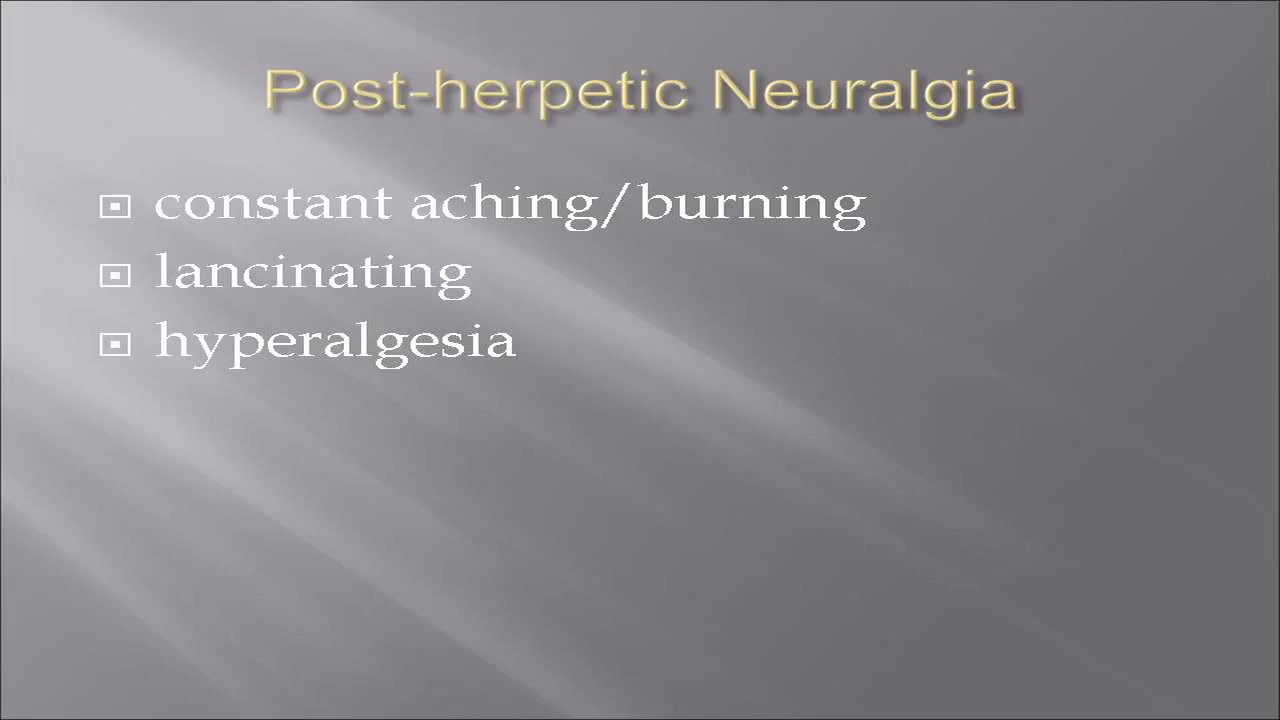 Post-herpetic Neuralgia
constant aching/burning
lancinating
hyperalgesia